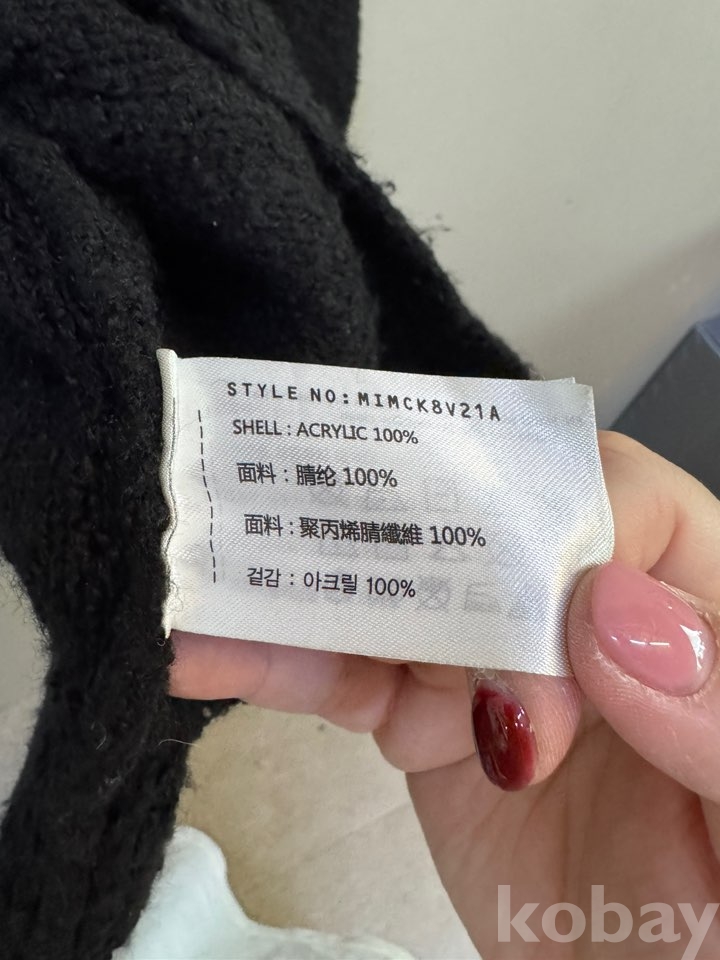 STYLE NO: MIMCK8V21A
SHELL : ACRYLIC 100%
面料 : 腈纶 100%
面料 : 聚丙烯腈纖維 100%
겉감 : 아크릴 100%
kobay